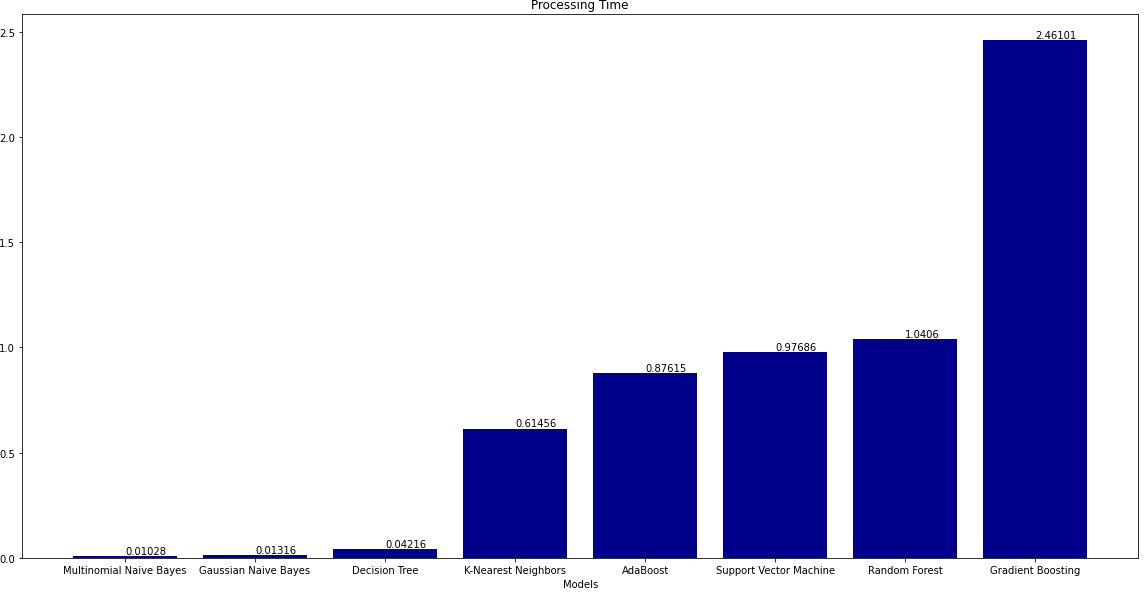 Processing Time
2.5
2.0
1.5
1.0
0.5
0.0
0.01028
0.01316
0.04216
0.61456
0.87615
0.97686
1.0406
2.46101
Multinomial Naive Bayes
Gaussian Naive Bayes
Decision Tree
K-Nearest Neighbors
AdaBoost
Support Vector Machine
Random Forest
Gradient Boosting
Models